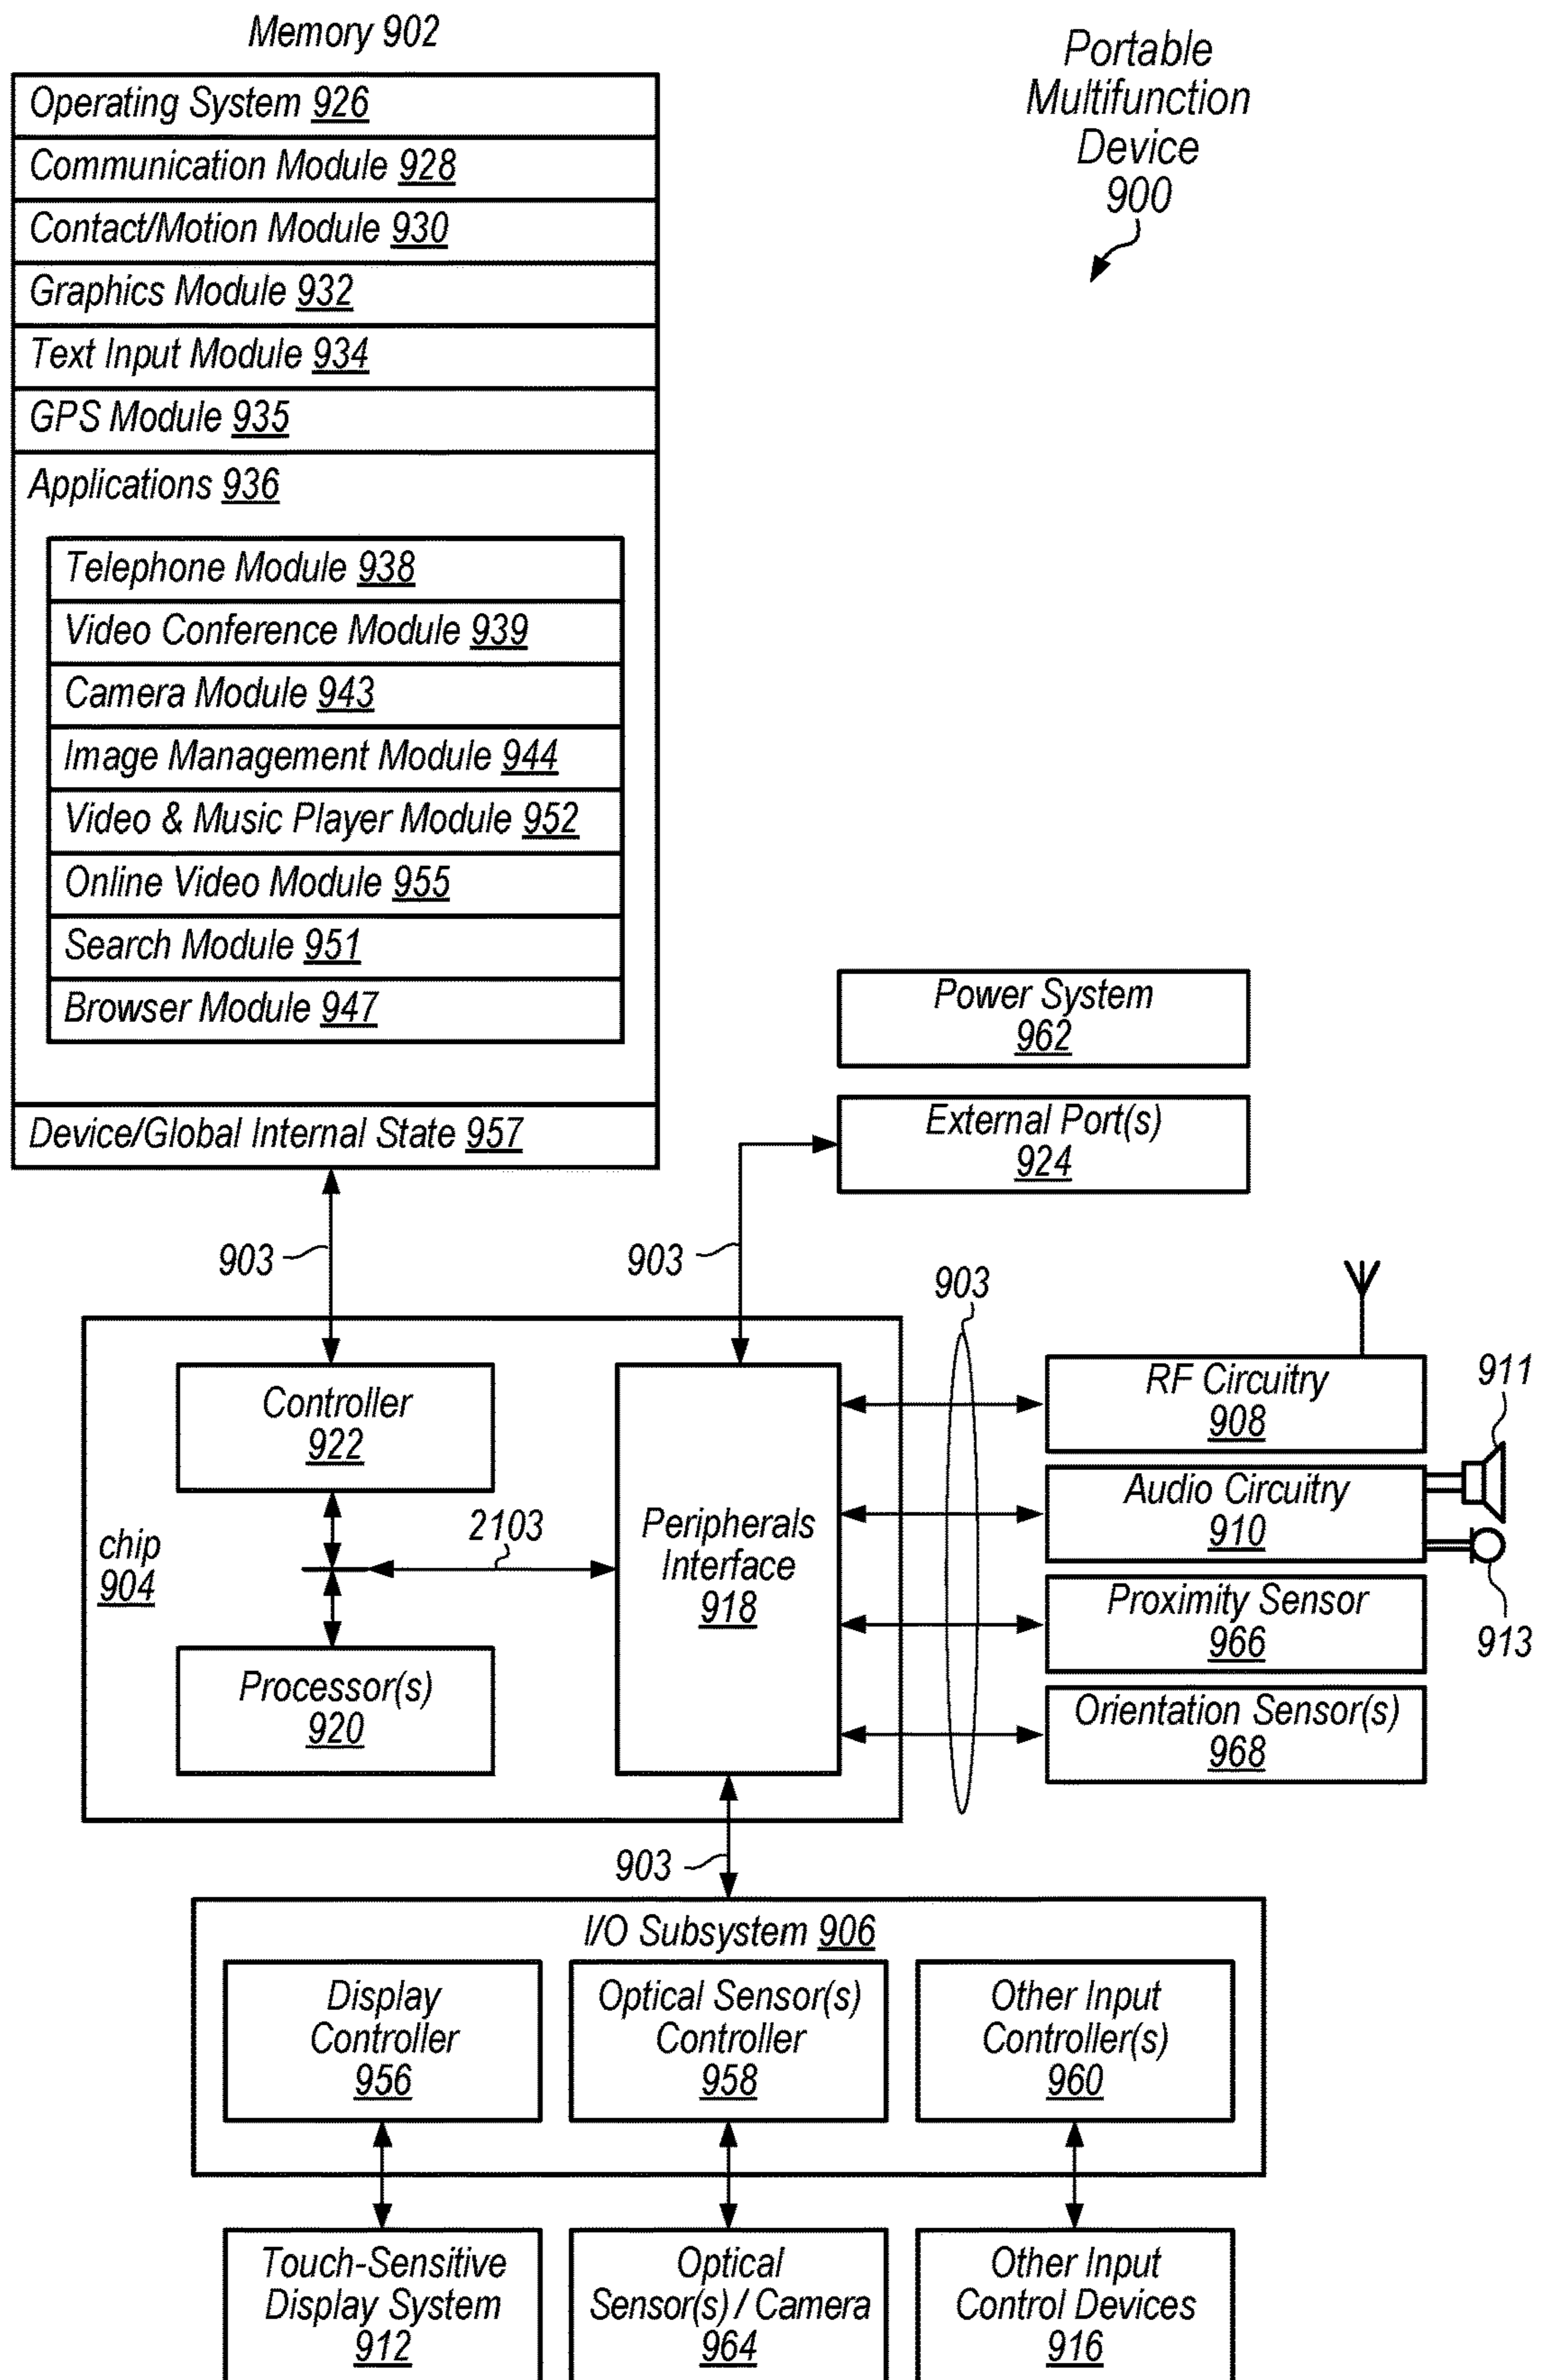 Memory 902
Portable
Multifunction
Device
900
Operating System 926
Communication Module 928
Contact/Motion Module 930
Graphics Module 932
Text Input Module 934
GPS Module 935
Applications 936
Telephone Module 938
Video Conference Module 939
Camera Module 943
Image Management Module 944
Video & Music Player Module 952
Online Video Module 955
Search Module 951
Browser Module 947
Device/Global Internal State 957
Power System
962
External Port(s)
924
903
903
903
chip
904
Controller
922
2103
Processor(s)
920
Peripherals
Interface
918
RF Circuitry
908
911
Audio Circuitry
910
Proximity Sensor
966
913
Orientation Sensor(s)
968
903
I/O Subsystem 906
Display
Controller
956
Optical Sensor(s)
Controller
958
Other Input
Controller(s)
960
Touch-Sensitive
Display System
912
Optical
Sensor(s) / Camera
964
Other Input
Control Devices
916